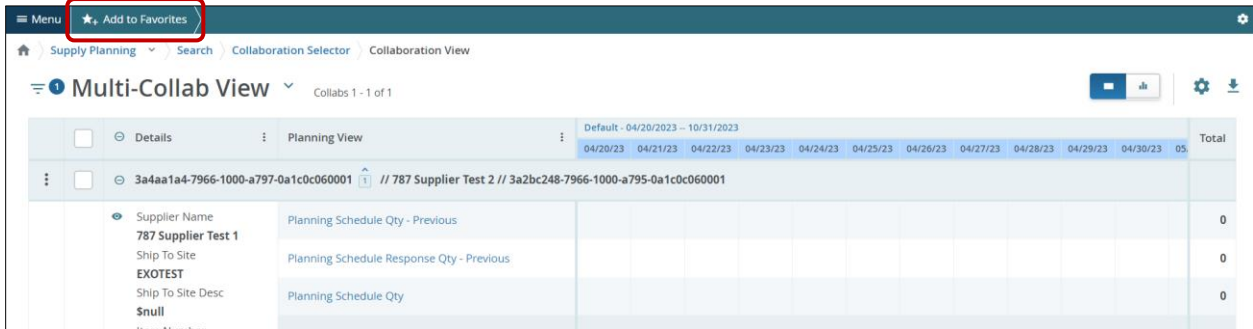 Menu Add to Favorites
Supply Planning Search Collaboration Selector Collaboration View
1 Multi-Collab View Collabs 1 - 1 of 1
Details Planning View Default - 04/20/2023 -- 10/31/2023 Total
04/20/23 04/21/23 04/22/23 04/23/23 04/24/23 04/25/23 04/26/23 04/27/23 04/28/23 04/29/23 04/30/23 05.
3a4aa1a4-7966-1000-a797-0a1c0c060001 1 // 787 Supplier Test 2 // 3a2bc248-7966-1000-a795-0a1c0c060001
Supplier Name
787 Supplier Test 1
Planning Schedule Qty - Previous 0
Ship To Site
EXOTEST
Planning Schedule Response Qty - Previous 0
Ship To Site Desc
$null
Planning Schedule Qty 0